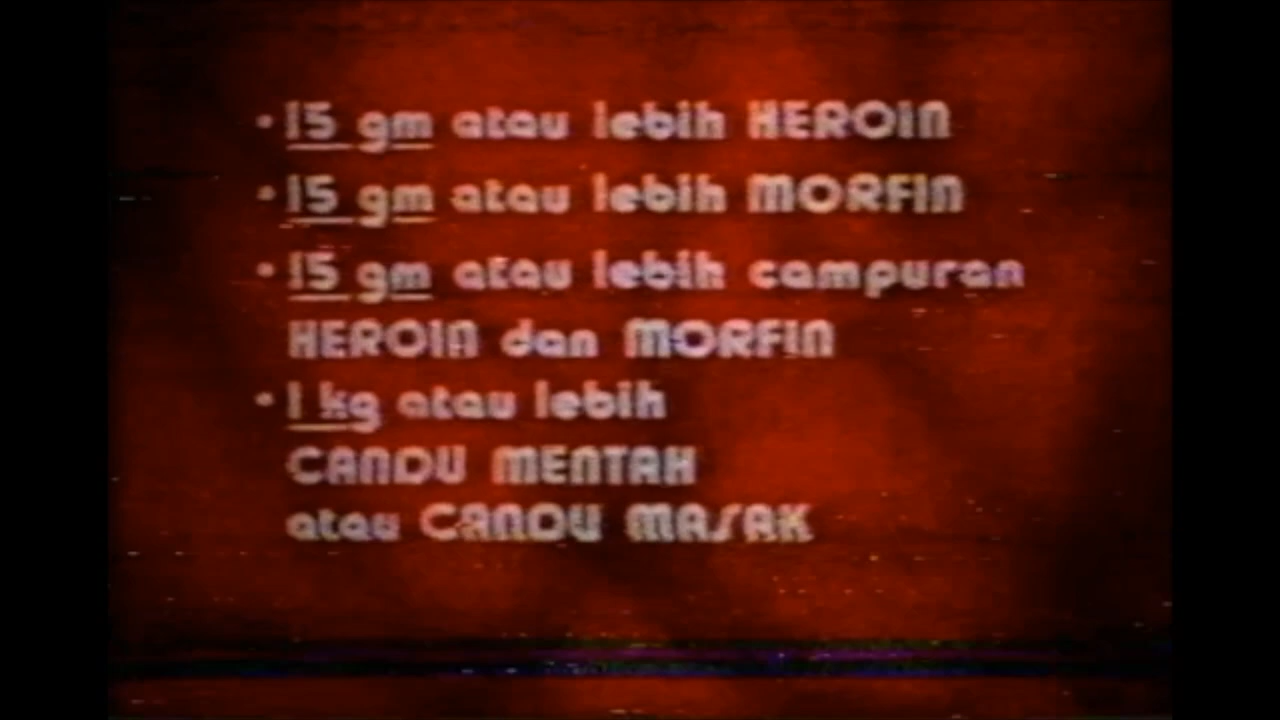 • 15 gm atau lebih HEROIN
• 15 gm atau lebih MORFIN
• 15 gm atau lebih campuran
HEROIN dan MORFIN
• 1 kg atau lebih
CANDU MENTAH
atau CANDU MASAK